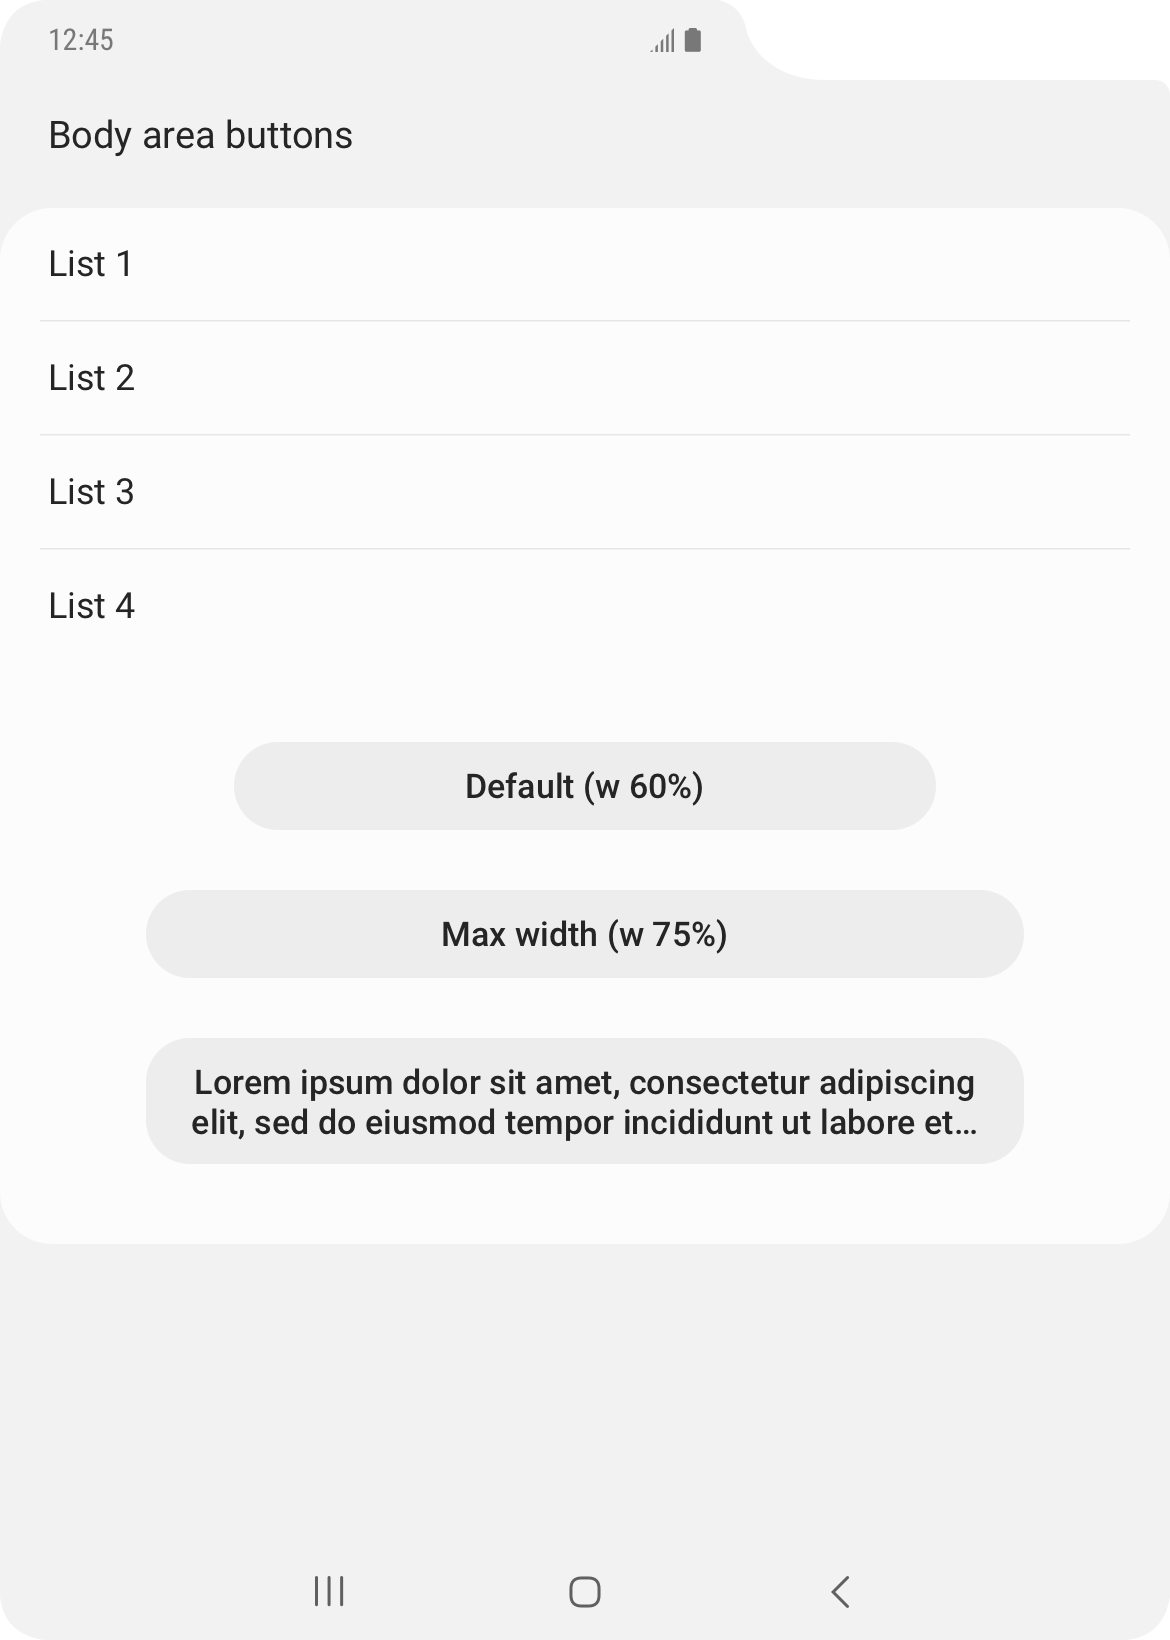 12:45
Body area buttons
List 1
List 2
List 3
List 4
Default (w 60%)
Max width (w 75%)
Lorem ipsum dolor sit amet, consectetur adipiscing
elit, sed do eiusmod tempor incididunt ut labore et...